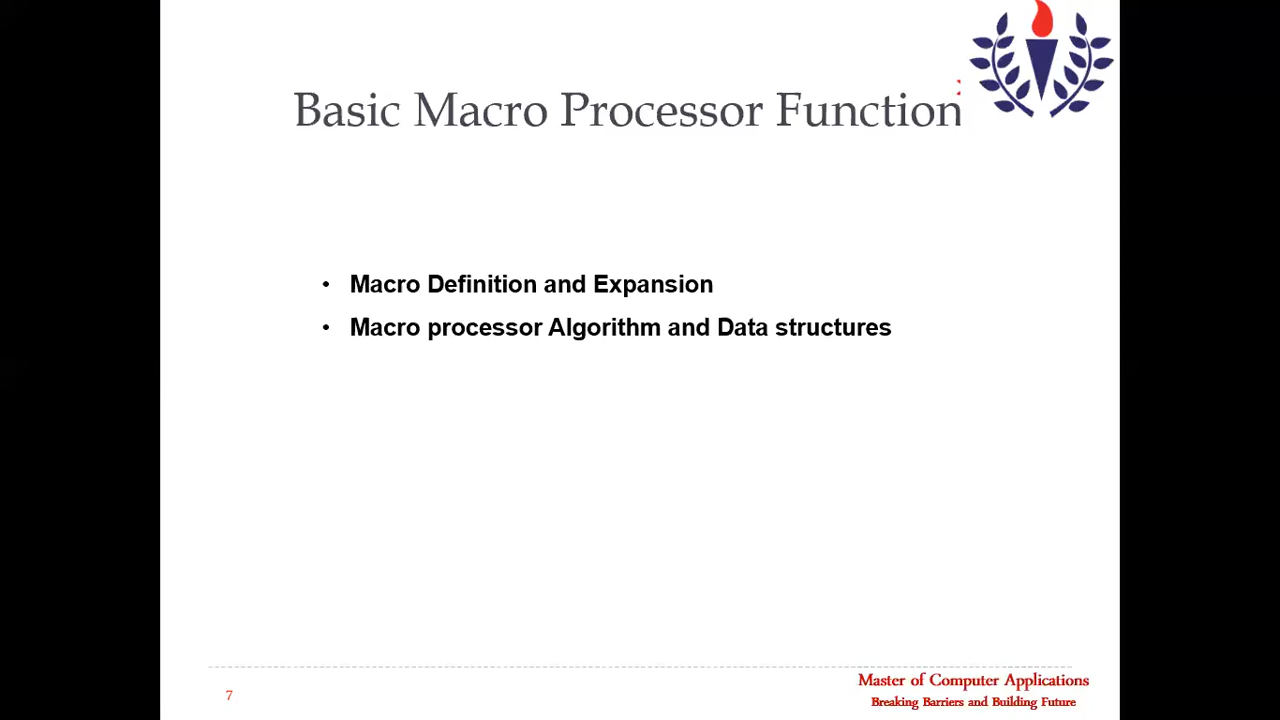 Basic Macro Processor Function
• Macro Definition and Expansion
• Macro processor Algorithm and Data structures
7
Master of Computer Applications
Breaking Barriers and Building Future